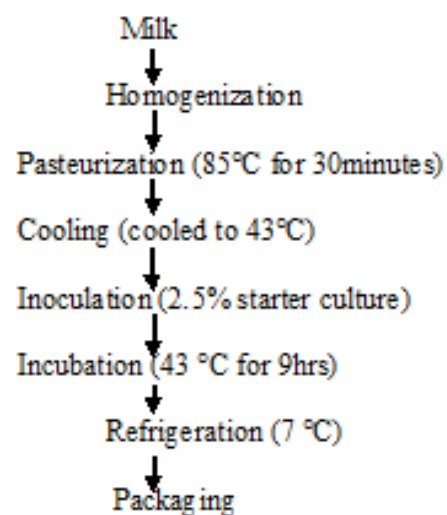 Milk
Homogenization
Pasteurization (85°C for 30minutes)
Cooling (cooled to 43°C)
Inoculation (2.5% starter culture)
Incubation (43 °C for 9hrs)
Refrigeration (7 °C)
Packaging